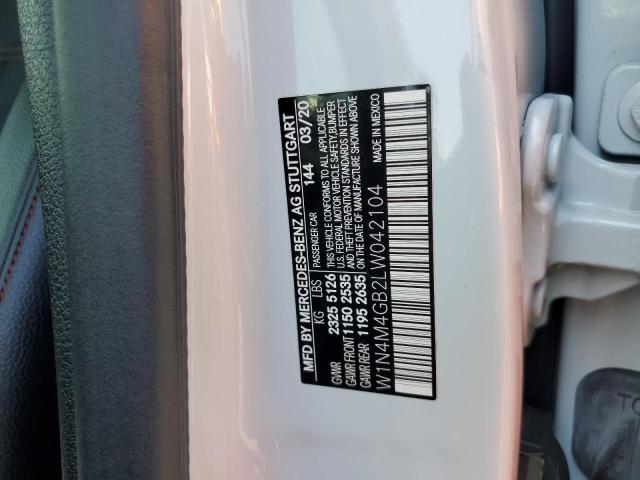 MFD BY MERCEDES-BENZ AG STUTTGART
PASSENGER CAR 144 03/20
KG LBS THIS VEHICLE CONFORMS TO ALL APPLICABLE
GVWR 2325 5126 U.S. FEDERAL MOTOR VEHICLE SAFETY, BUMPER
GAWR FRONT 1150 2535 AND THEFT PREVENTION STANDARDS IN EFFECT
GAWR REAR 1195 2635 ON THE DATE OF MANUFACTURE SHOWN ABOVE
W1N4M4GB2LW042104 MADE IN MEXICO
TO